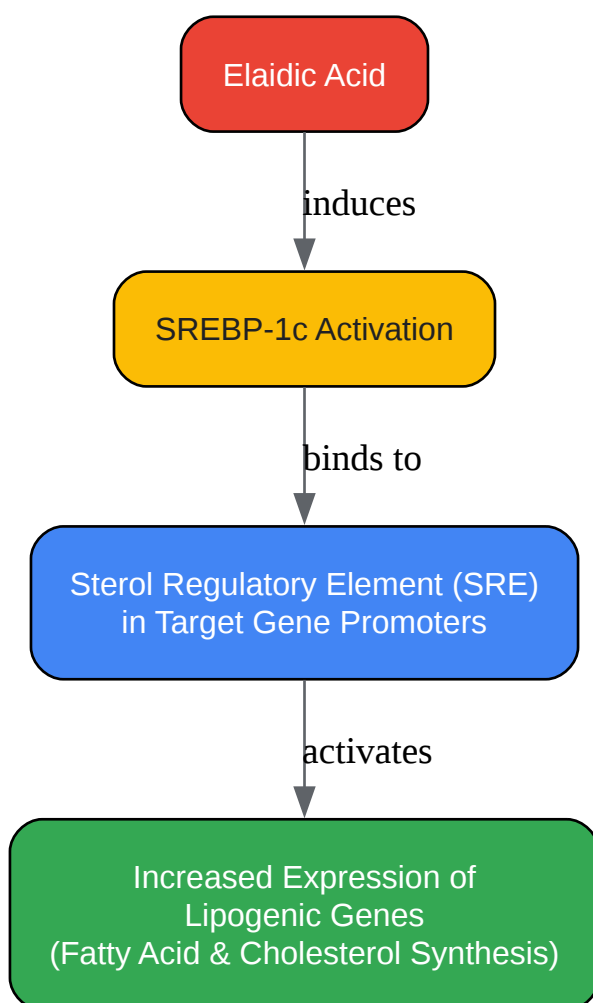 Elaidic Acid
induces
SREBP-1c Activation
binds to
Sterol Regulatory Element (SRE)
in Target Gene Promoters
activates
Increased Expression of
Lipogenic Genes
(Fatty Acid & Cholesterol Synthesis)